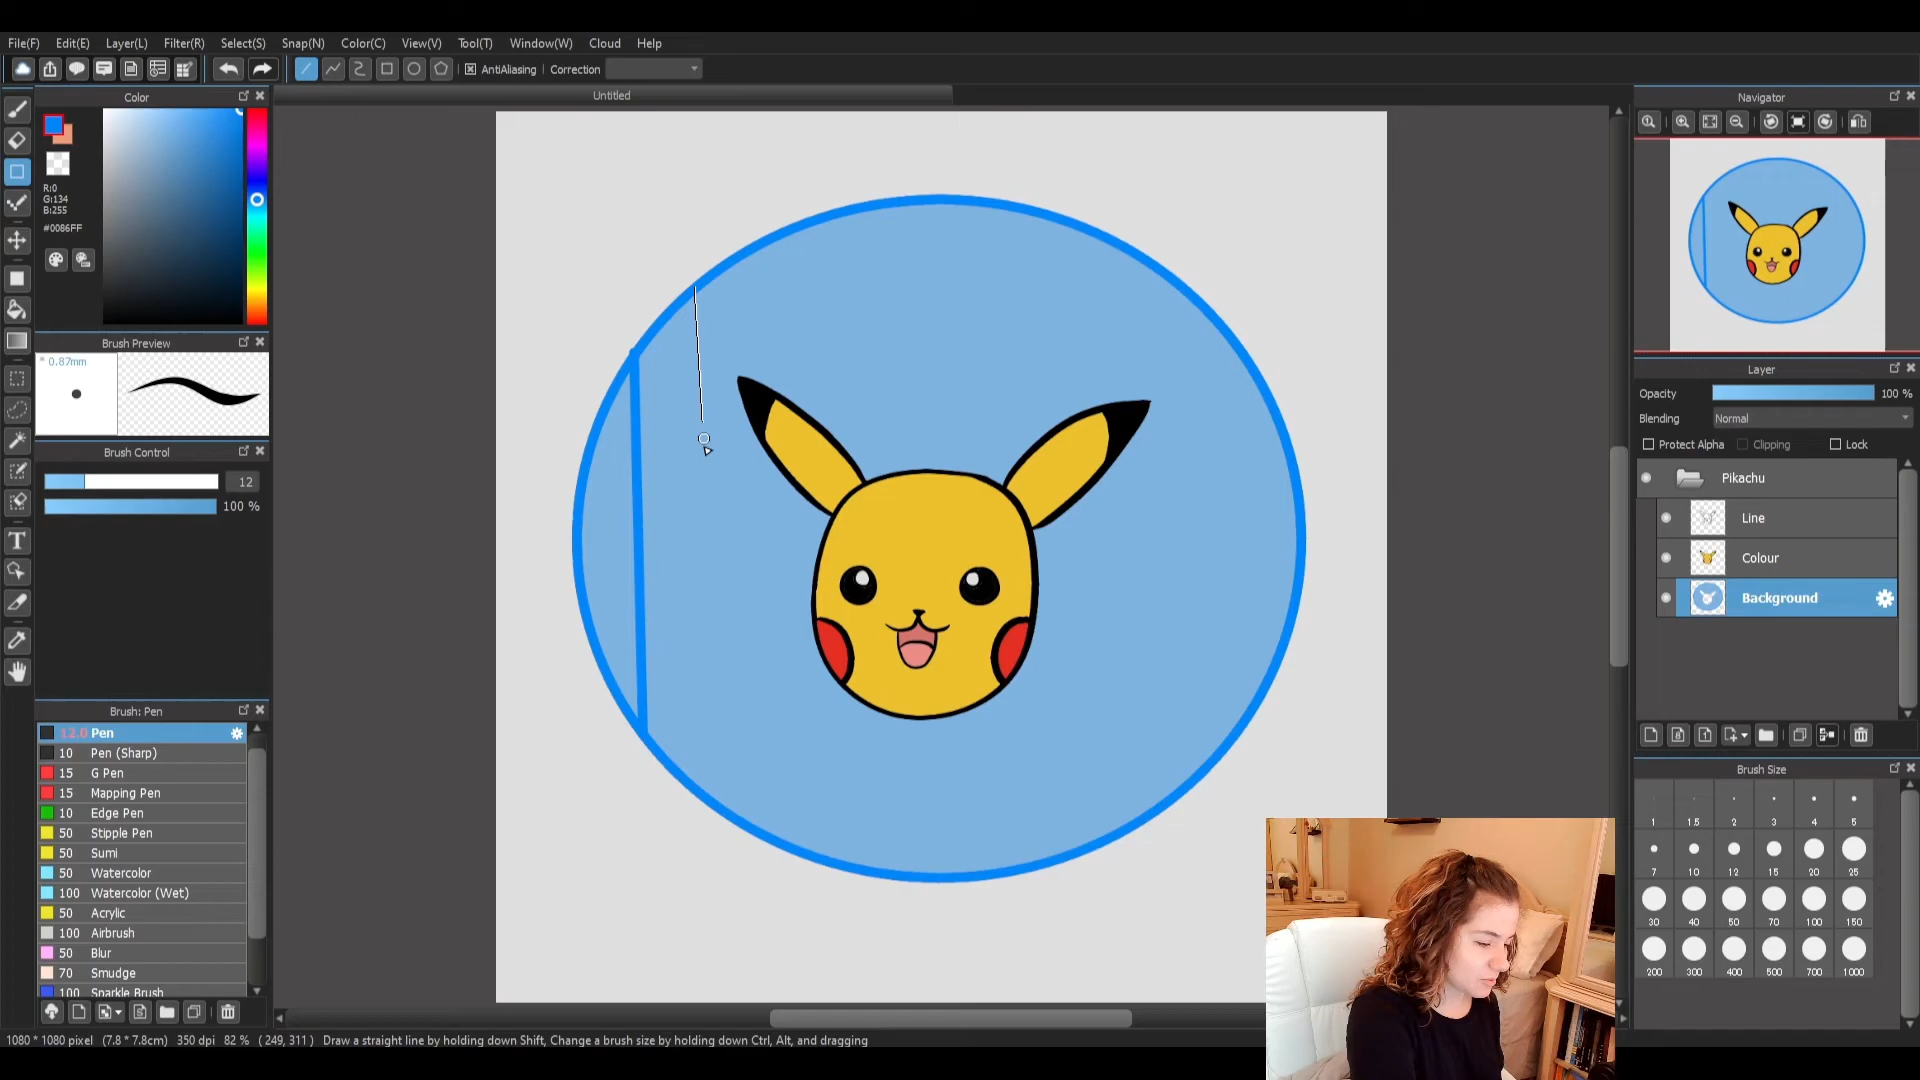 File(F) Edit(E) Layer(L) Filter(R) Select(S) Snap(N) Color(C) View(V) Tool(T) Window(W) Cloud Help
AntiAliasing Correction
Color
Untitled
Navigator
R:0
G:134
B:255
#0086FF
Brush Preview
* 0.87mm
Layer
Opacity 100 %
Blending Normal
Protect Alpha Clipping Lock
Brush Control
12
100 %
Pikachu
Line
Colour
Background
Brush: Pen
12.0 Pen
10 Pen (Sharp)
15 G Pen
15 Mapping Pen
10 Edge Pen
50 Stipple Pen
50 Sumi
50 Watercolor
100 Watercolor (Wet)
50 Acrylic
100 Airbrush
50 Blur
70 Smudge
100 Sparkle Brush
T
Brush Size
1 1.5 2 3 4 5
7 10 12 15 20 25
30 40 50 70 100 150
200 300 400 500 700 1000
1080 * 1080 pixel (7.8 * 7.8cm) 350 dpi 82 % ( 249, 311 ) Draw a straight line by holding down Shift, Change a brush size by holding down Ctrl, Alt, and dragging